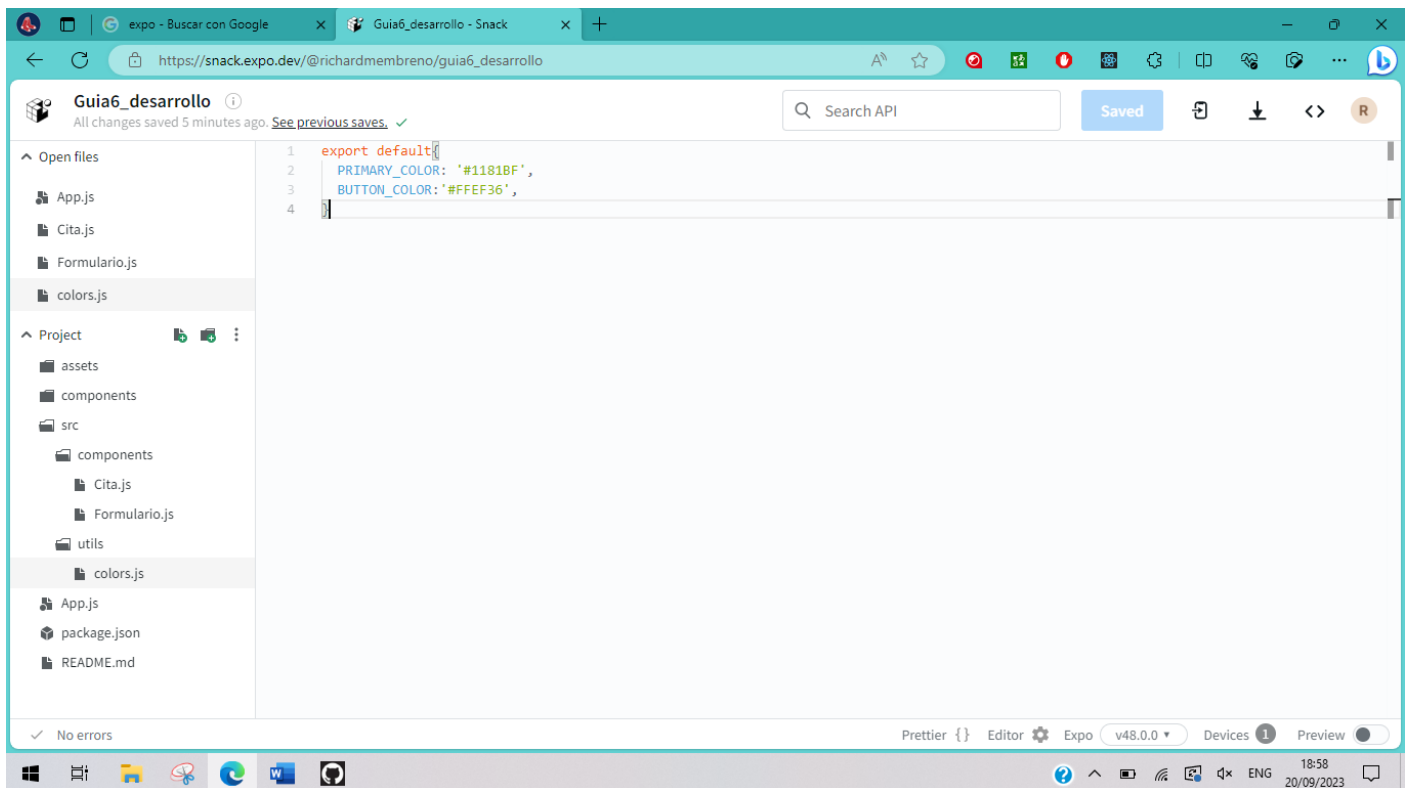 expo - Buscar con Google
Guia6_desarrollo - Snack
https://snack.expo.dev/@richardmembreno/guia6_desarrollo
Guia6_desarrollo
All changes saved 5 minutes ago. See previous saves.
Search API
Saved
R
Open files
App.js
Cita.js
Formulario.js
colors.js
Project
assets
components
src
components
Cita.js
Formulario.js
utils
colors.js
App.js
package.json
README.md
1 export default{
2 PRIMARY_COLOR: '#1181BF',
3 BUTTON_COLOR:'#FFEF36',
4 }
No errors
Prettier {} Editor Expo v48.0.0 Devices 1 Preview
ENG
18:58
20/09/2023